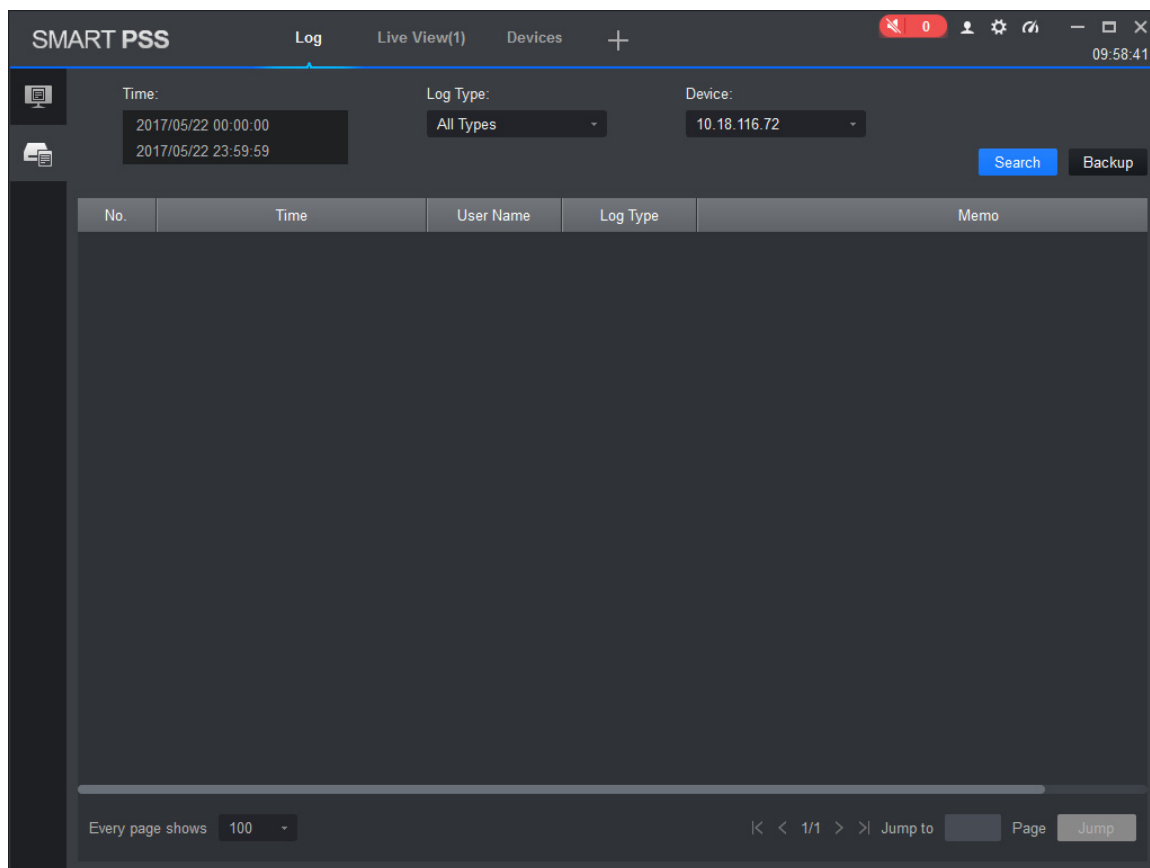 SMART PSS Log Live View(1) Devices 0
09:58:41
Time: Log Type: Device:
2017/05/22 00:00:00 All Types 10.18.116.72
2017/05/22 23:59:59
Search Backup
No. Time User Name Log Type Memo
Every page shows 100 1/1 Jump to Page Jump